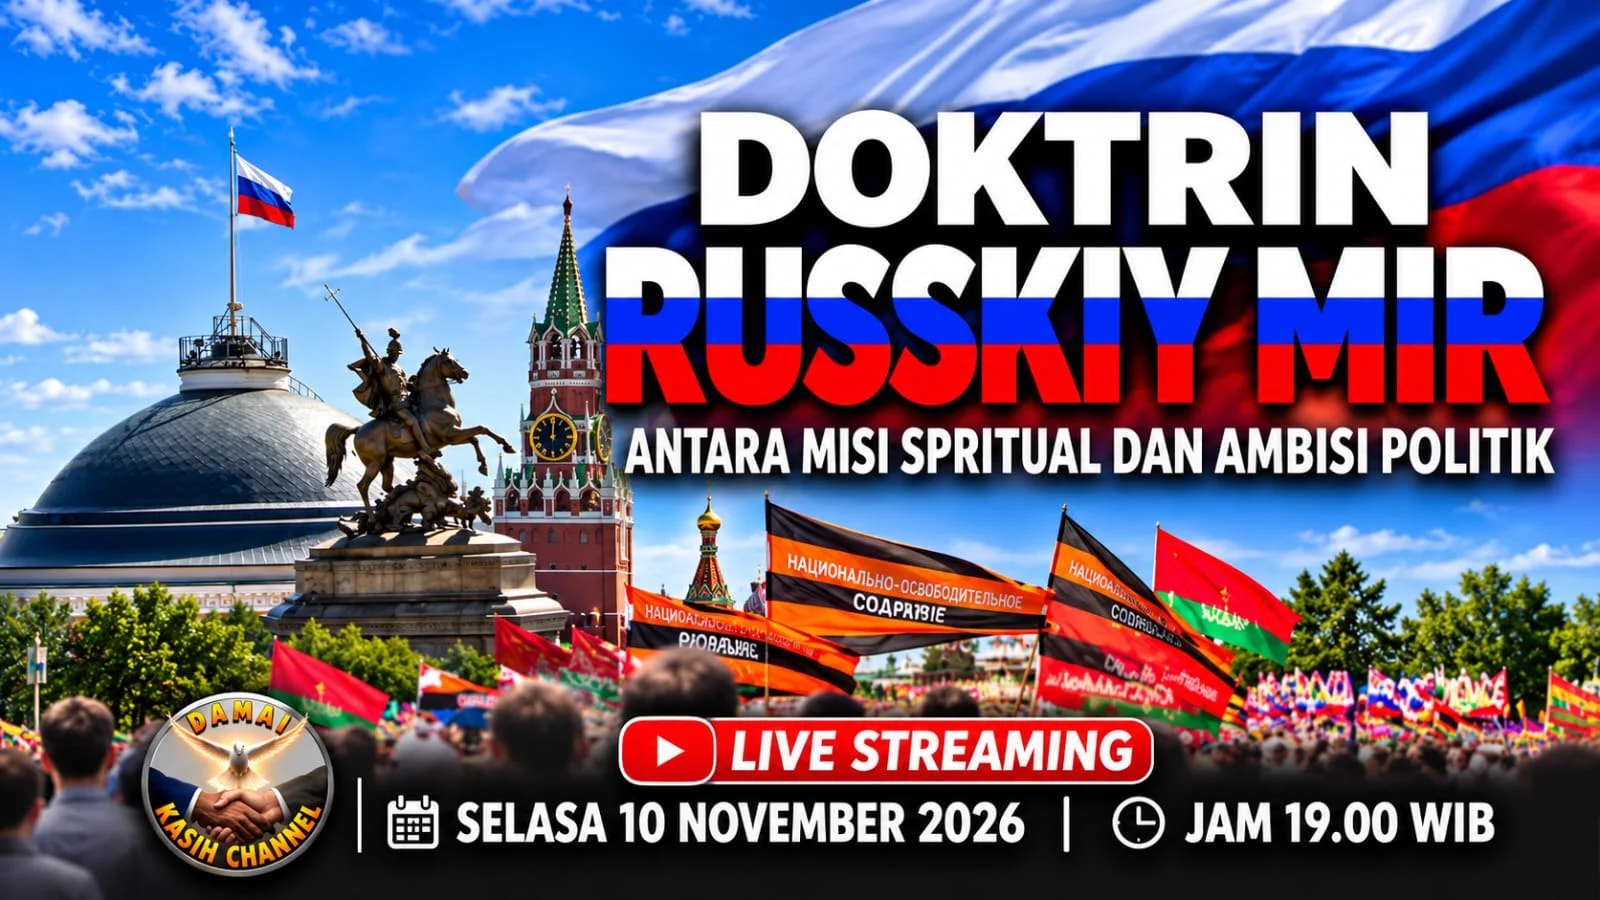 DOKTRIN
RUSSKIY MIR
ANTARA MISI SPRITUAL DAN AMBISI POLITIK
НАЦИОНАЛЬНО-ОСВОБОДИТЕЛЬНОЕ
LIVE STREAMING
DAMAI
KASIH CHANNEL
SELASA 10 NOVEMBER 2026
JAM 19.00 WIB